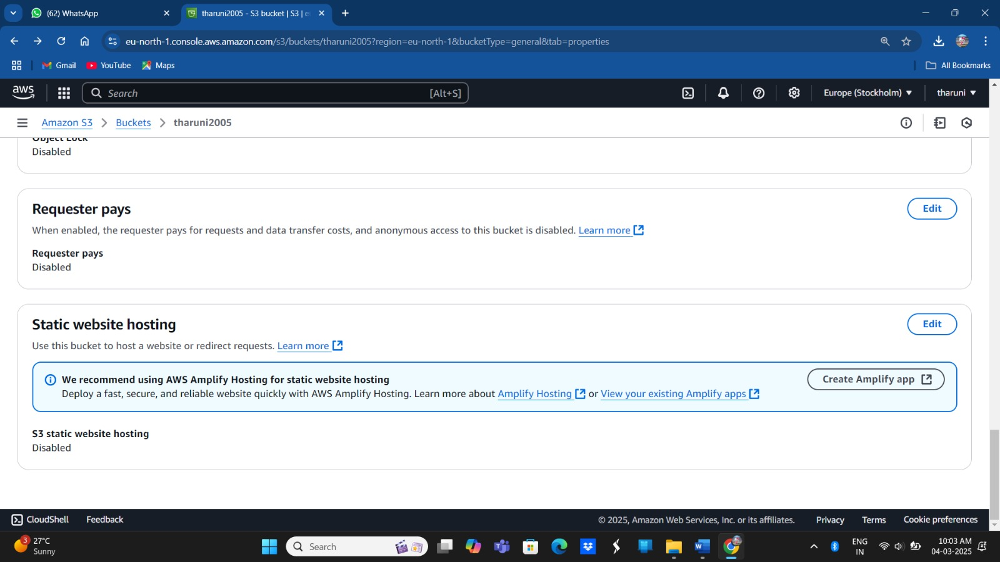 (62) WhatsApp
tharuni2005 - S3 bucket | S3 | e
eu-north-1.console.aws.amazon.com/s3/buckets/tharuni2005?region=eu-north-1&bucketType=general&tab=properties
Gmail
YouTube
Maps
All Bookmarks
aws
Search
[Alt+S]
Europe (Stockholm)
tharuni
Amazon S3
Buckets
tharuni2005
Object Lock
Disabled
Requester pays
Edit
When enabled, the requester pays for requests and data transfer costs, and anonymous access to this bucket is disabled. Learn more
Requester pays
Disabled
Static website hosting
Edit
Use this bucket to host a website or redirect requests. Learn more
We recommend using AWS Amplify Hosting for static website hosting
Deploy a fast, secure, and reliable website quickly with AWS Amplify Hosting. Learn more about Amplify Hosting or View your existing Amplify apps
Create Amplify app
S3 static website hosting
Disabled
CloudShell
Feedback
© 2025, Amazon Web Services, Inc. or its affiliates.
Privacy
Terms
Cookie preferences
3
27°C
Sunny
Search
ENG
IN
10:03 AM
04-03-2025